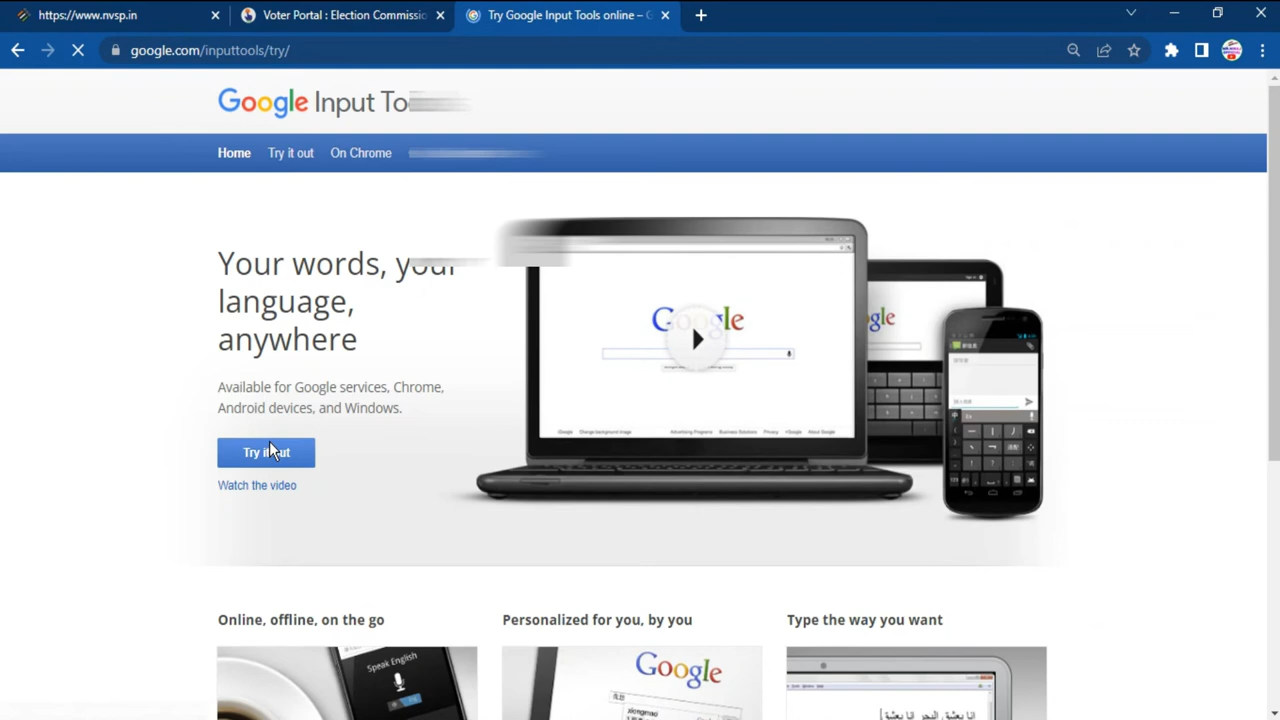 https://www.nvsp.in
Voter Portal : Election Commissio
Try Google Input Tools online – G
google.com/inputtools/try/
Google Input To
Home Try it out On Chrome
Your words, your
language,
anywhere
Available for Google services, Chrome,
Android devices, and Windows.
Try it out
Watch the video
Google
Online, offline, on the go
Personalized for you, by you
Type the way you want
Speak English
Google
xiongmao